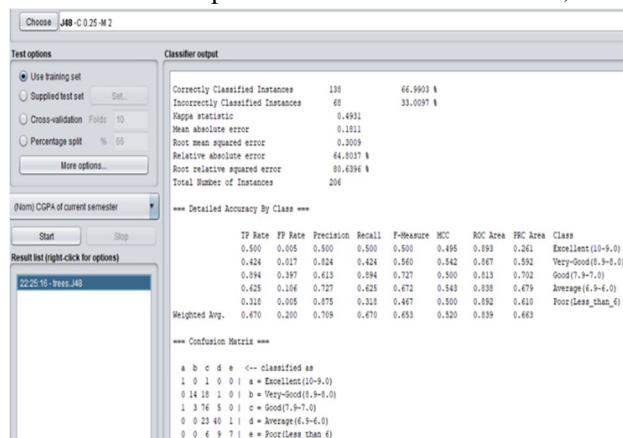 Choose J48 -C 0.25 -M 2
Test options
Use training set
Supplied test set Set...
Cross-validation Folds 10
Percentage split % 66
More options...
(Nom) CGPA of current semester
Start Stop
Result list (right-click for options)
22:25:16 - trees.J48
Classifier output
Correctly Classified Instances 138 66.9903 %
Incorrectly Classified Instances 68 33.0097 %
Kappa statistic 0.4931
Mean absolute error 0.1811
Root mean squared error 0.3009
Relative absolute error 64.8037 %
Root relative squared error 80.6396 %
Total Number of Instances 206
=== Detailed Accuracy By Class ===
TP Rate FP Rate Precision Recall F-Measure MCC ROC Area PRC Area Class
0.500 0.005 0.500 0.500 0.500 0.495 0.893 0.261 Excellent(10-9.0)
0.424 0.017 0.824 0.424 0.560 0.542 0.867 0.592 Very-Good(8.9-8.0)
0.894 0.397 0.613 0.894 0.727 0.500 0.813 0.702 Good(7.9-7.0)
0.625 0.106 0.727 0.625 0.672 0.543 0.838 0.679 Average(6.9-6.0)
0.318 0.005 0.875 0.318 0.467 0.500 0.892 0.610 Poor(Less_than_6)
Weighted Avg. 0.670 0.200 0.709 0.670 0.653 0.520 0.839 0.663
=== Confusion Matrix ===
a b c d e <-- classified as
1 0 1 0 0 | a = Excellent(10-9.0)
0 14 18 1 0 | b = Very-Good(8.9-8.0)
1 3 76 5 0 | c = Good(7.9-7.0)
0 0 23 40 1 | d = Average(6.9-6.0)
0 0 6 9 7 | e = Poor(Less_than_6)